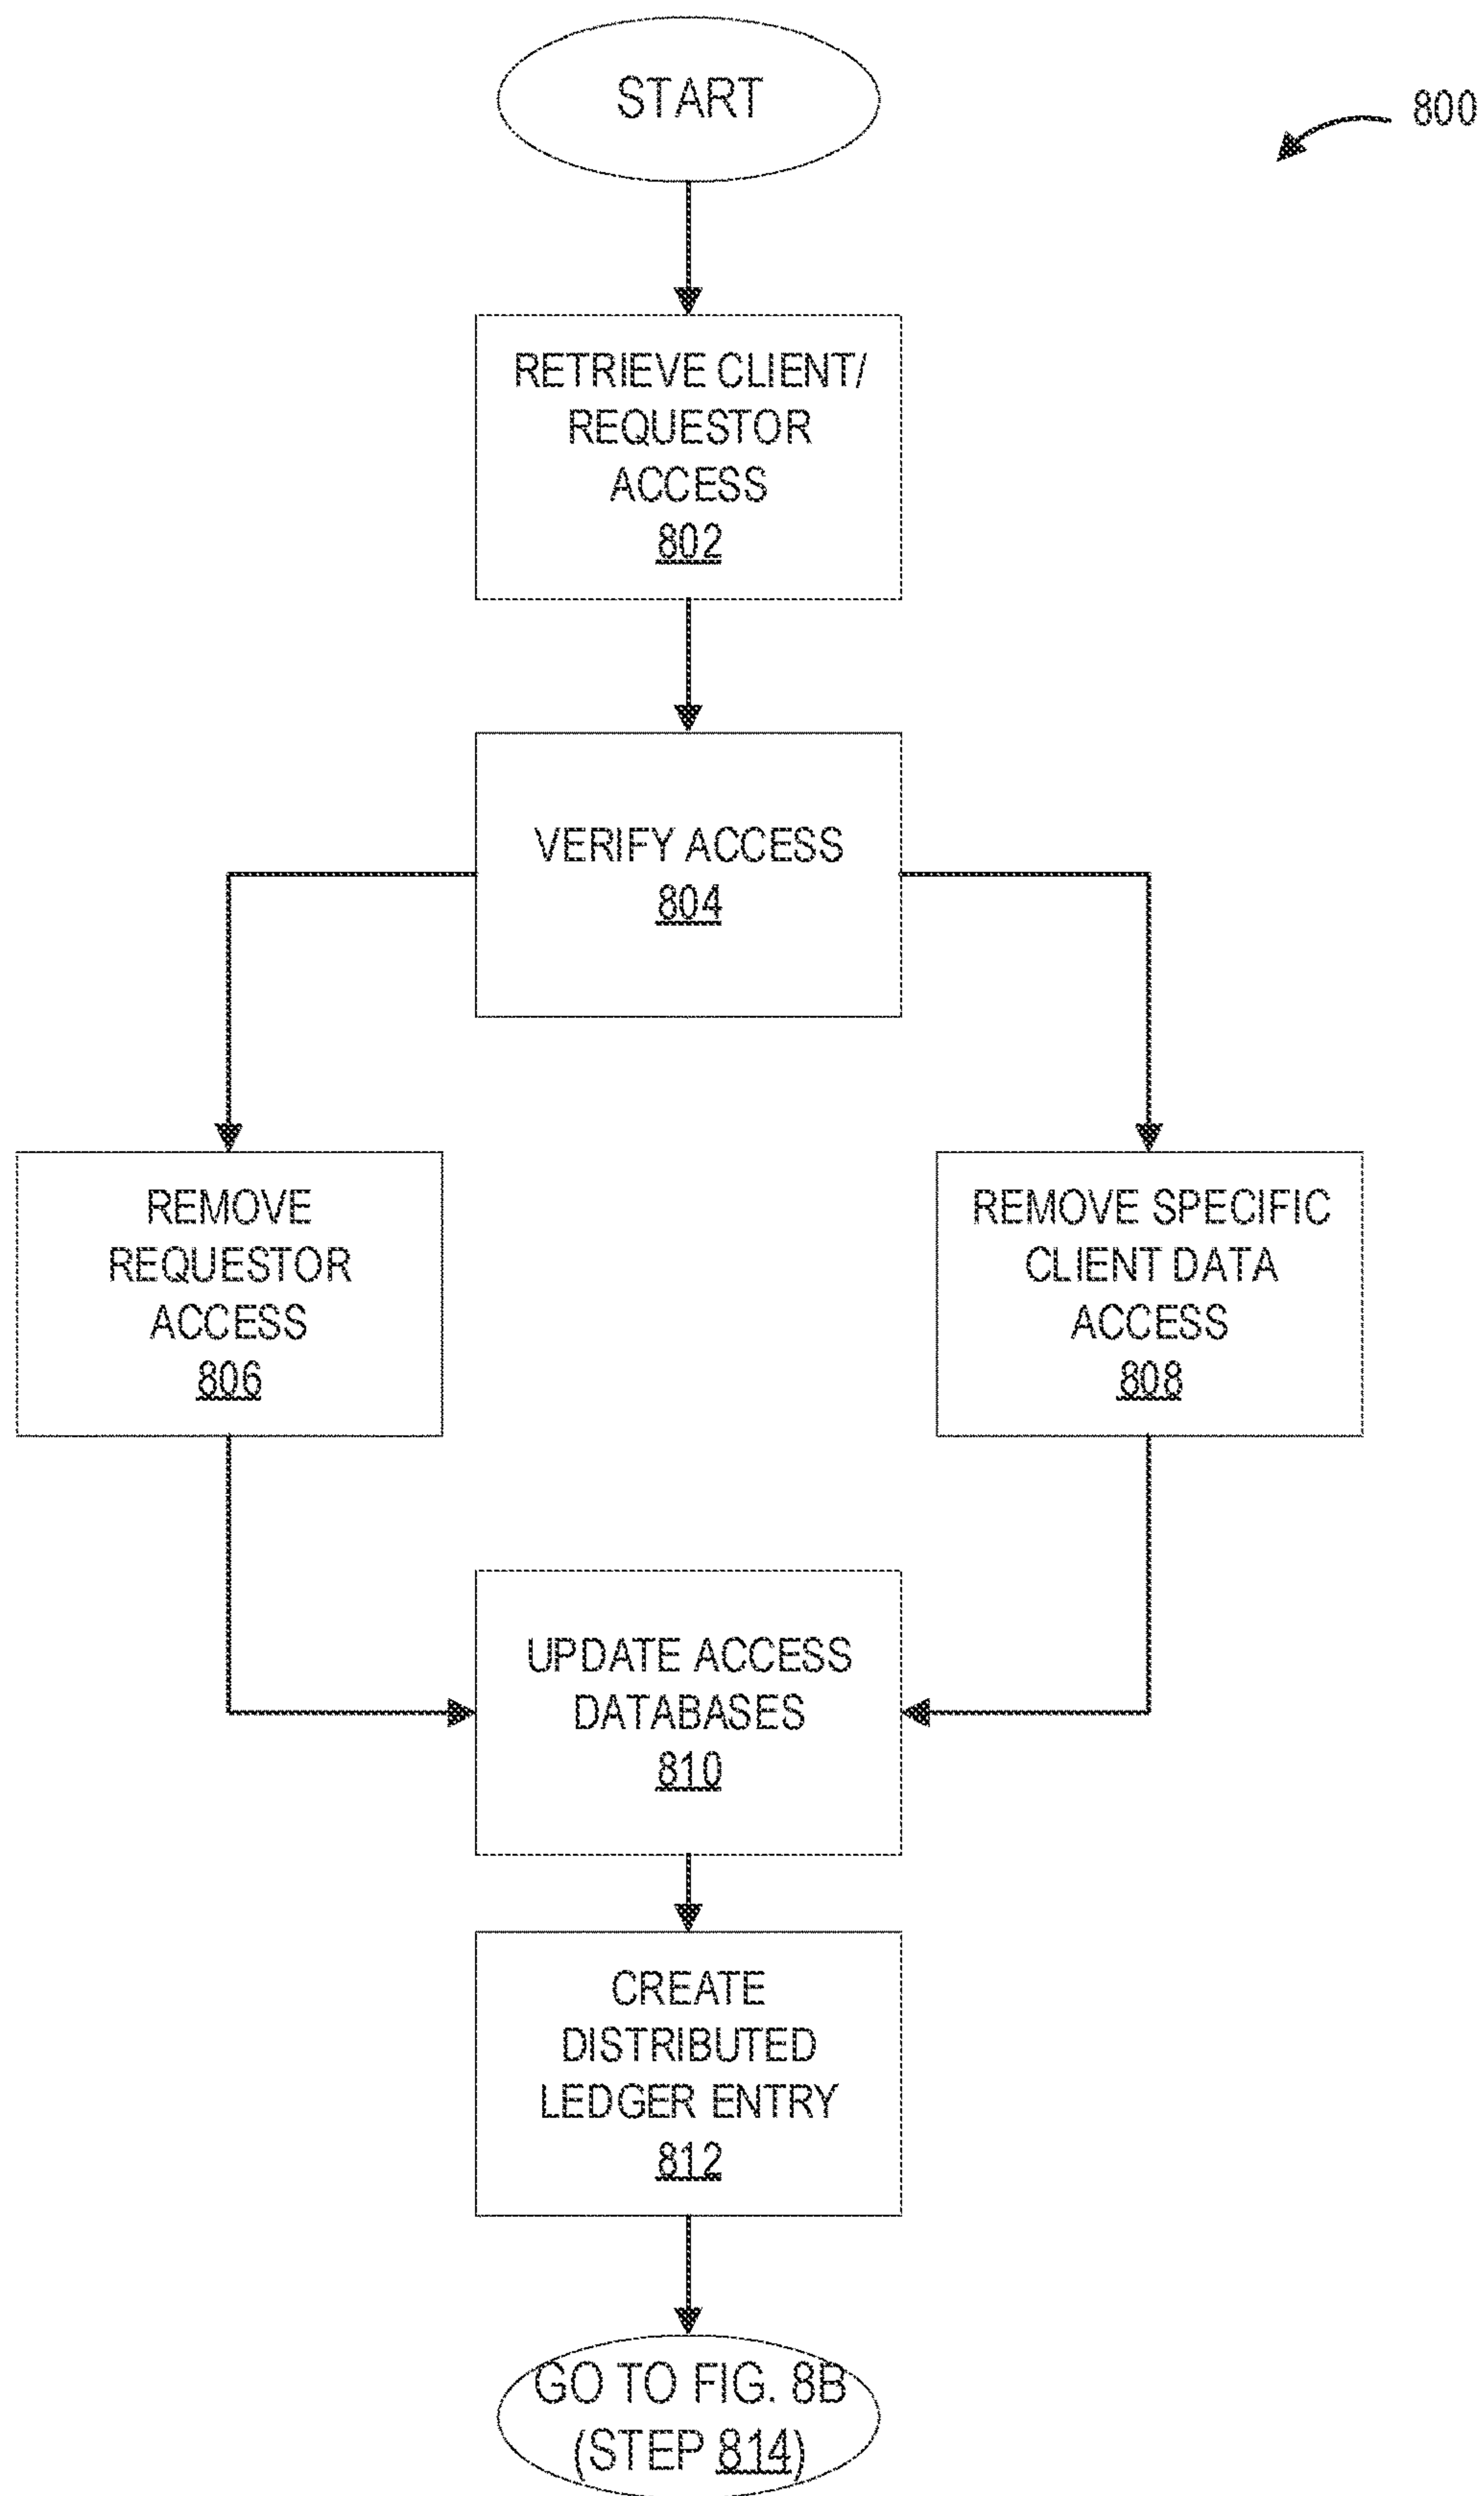 START
800
RETRIEVE CLIENT/
REQUESTOR
ACCESS
802
VERIFY ACCESS
804
REMOVE
REQUESTOR
ACCESS
806
REMOVE SPECIFIC
CLIENT DATA
ACCESS
808
UPDATE ACCESS
DATABASES
810
CREATE
DISTRIBUTED
LEDGER ENTRY
812
GO TO FIG. 8B
(STEP 814)